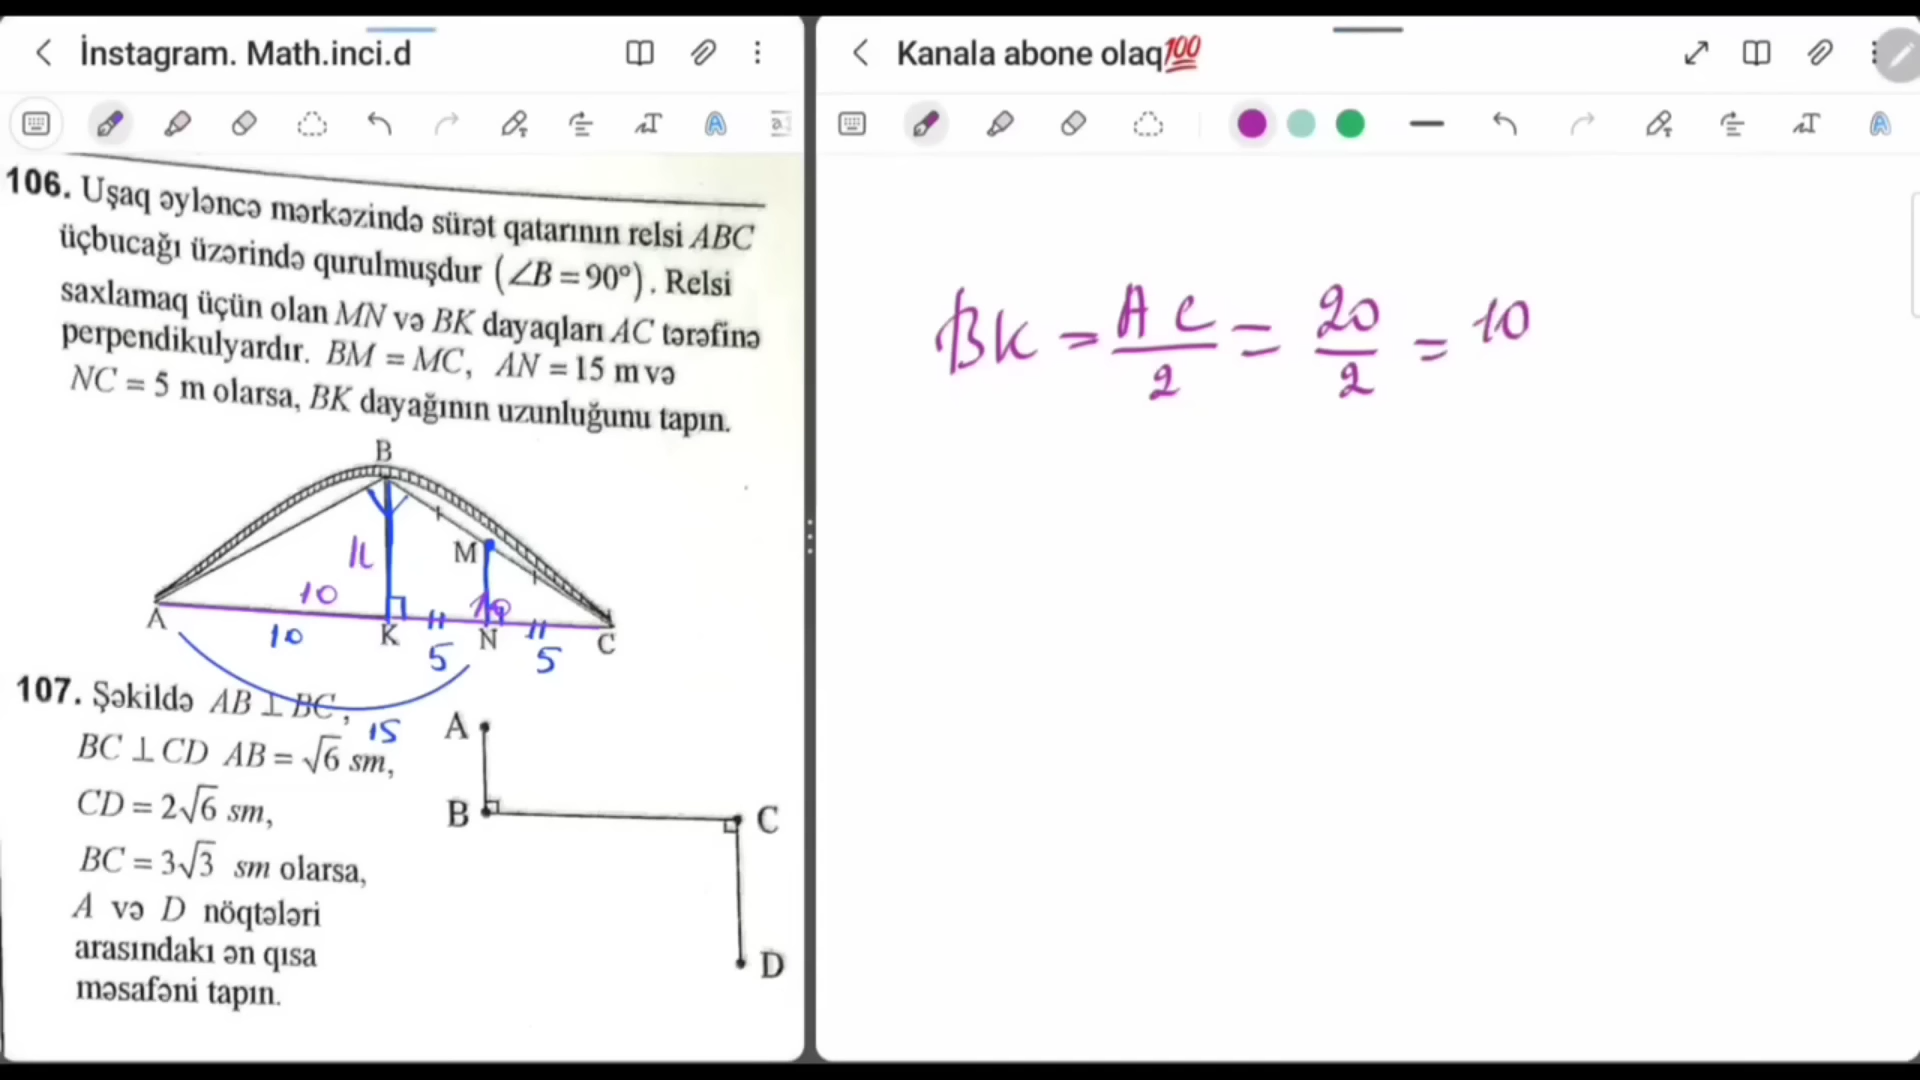 İnstagram. Math.inci.d
106. Uşaq əyləncə mərkəzində sürət qatarının relsi ABC
üçbucağı üzərində qurulmuşdur (∠B = 90°). Relsi
saxlamaq üçün olan MN və BK dayaqları AC tərəfinə
perpendikulyardır. BM = MC, AN = 15 m və
NC = 5 m olarsa, BK dayağının uzunluğunu tapın.
B
M
10
A
K
N
C
10
5
5
15
107. Şəkildə AB ⊥ BC,
BC ⊥ CD AB = √6 sm,
CD = 2√6 sm,
BC = 3√3 sm olarsa,
A və D nöqtələri
arasındakı ən qısa
məsafəni tapın.
A
B
C
D
Kanala abone olaq💯
BK = AC/2 = 20/2 = 10